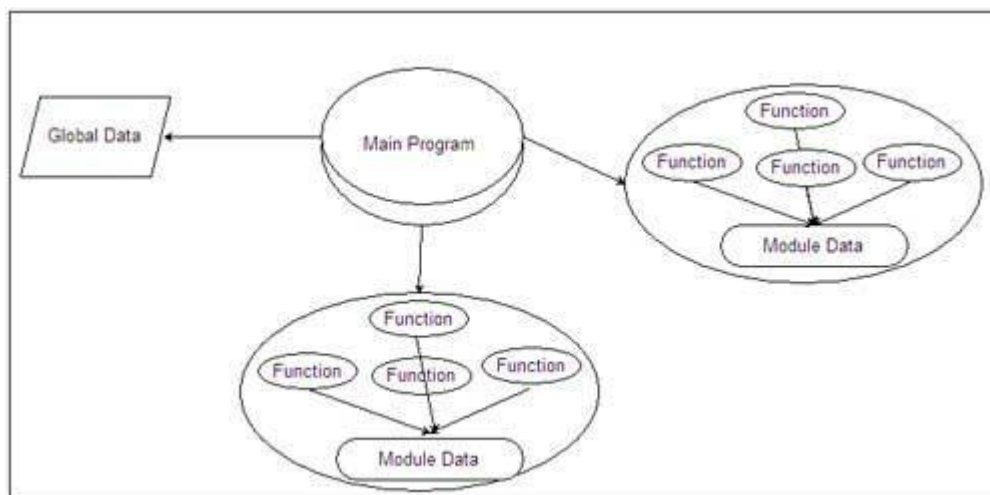 Global Data
Main Program
Function
Function
Function
Function
Module Data
Function
Function
Function
Function
Module Data